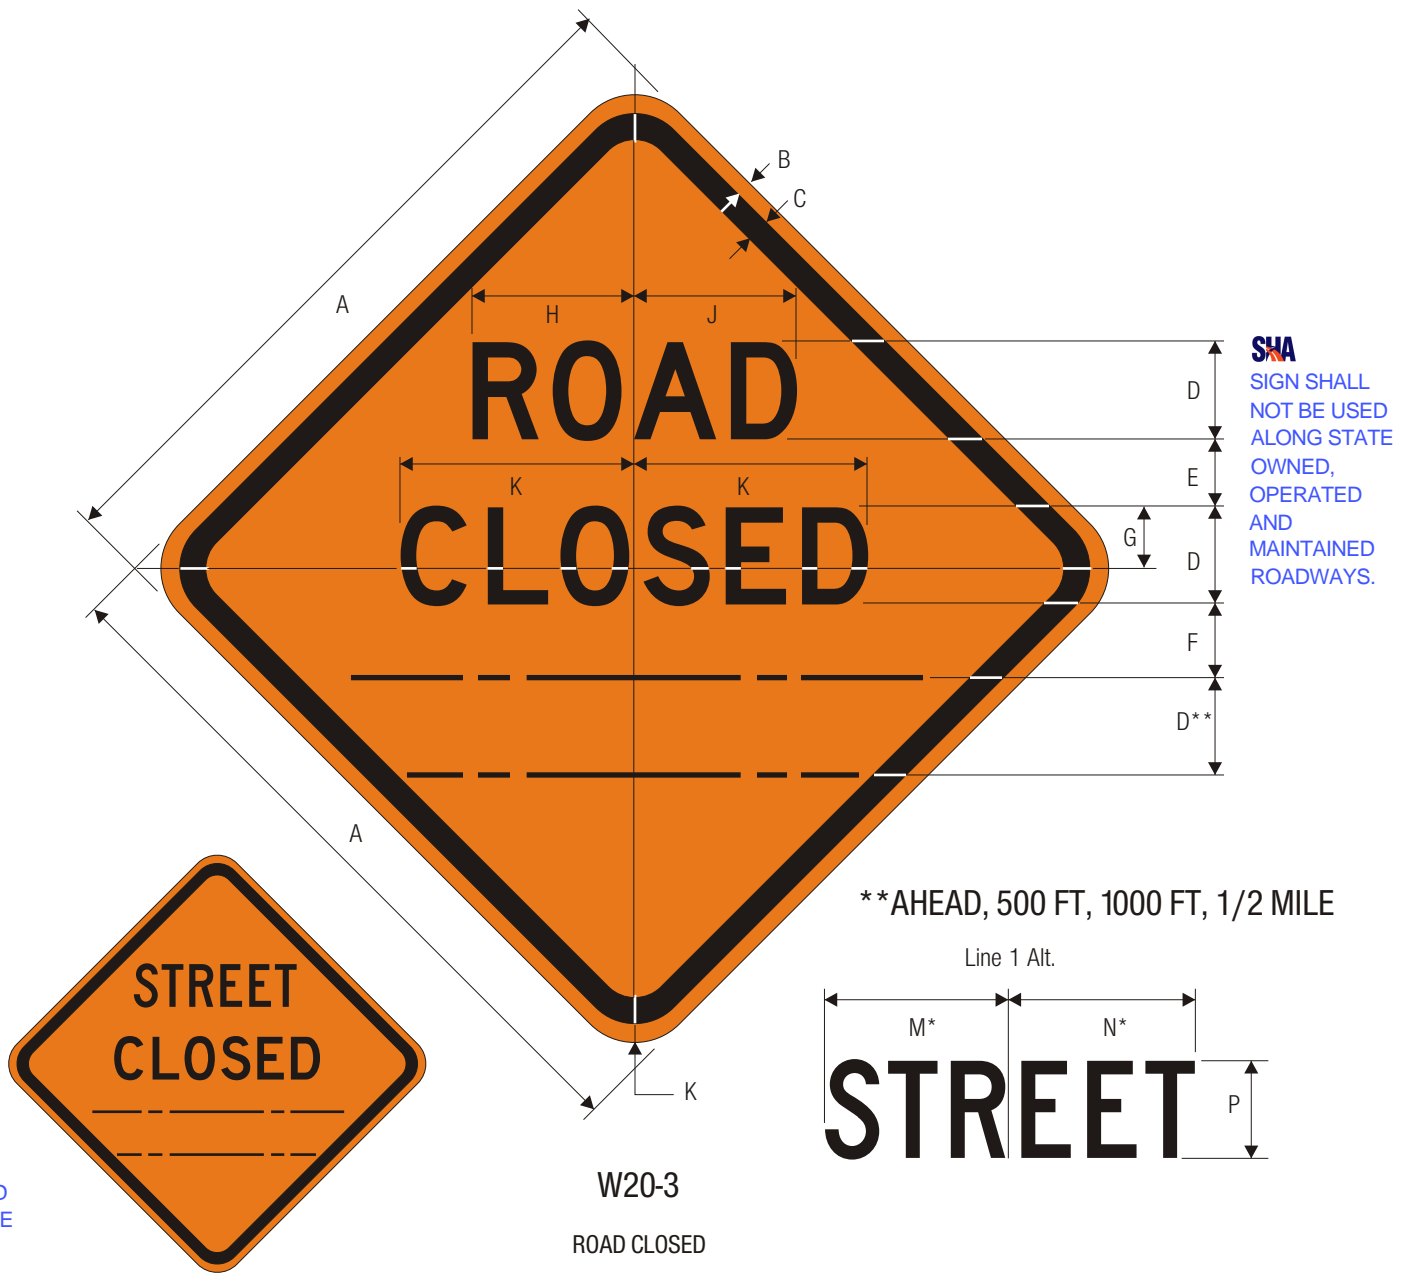 B
C
A
H
J
ROAD
D
SHA
SIGN SHALL
NOT BE USED
ALONG STATE
OWNED,
OPERATED
AND
MAINTAINED
ROADWAYS.
E
K
K
CLOSED
G
D
F
D**
A
**AHEAD, 500 FT, 1000 FT, 1/2 MILE
Line 1 Alt.
M*
N*
STREET
P
K
STREET
CLOSED
D
E
W20-3
ROAD CLOSED